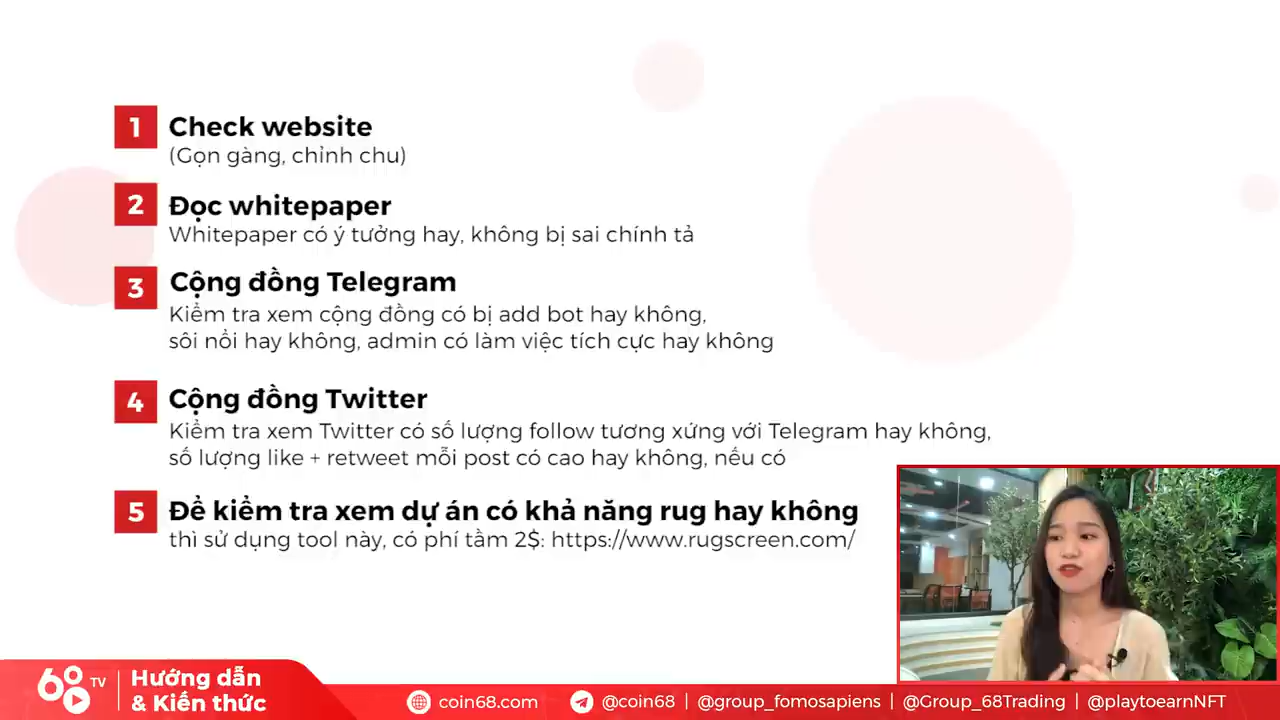 1 Check website
(Gọn gàng, chỉnh chu)
2 Đọc whitepaper
Whitepaper có ý tưởng hay, không bị sai chính tả
3 Cộng đồng Telegram
Kiểm tra xem cộng đồng có bị add bot hay không,
sôi nổi hay không, admin có làm việc tích cực hay không
4 Cộng đồng Twitter
Kiểm tra xem Twitter có số lượng follow tương xứng với Telegram hay không,
số lượng like + retweet mỗi post có cao hay không, nếu có
5 Để kiểm tra xem dự án có khả năng rug hay không
thì sử dụng tool này, có phí tầm 2$: https://www.rugscreen.com/
68 TV
Hướng dẫn
& Kiến thức
coin68.com
@coin68 | @group_fomosapiens | @Group_68Trading | @playtoearnNFT